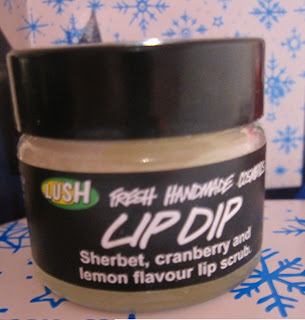 LUSH
FRESH HANDMADE COSMETICS
LIP DIP
Sherbet, cranberry and
lemon flavour lip scrub.